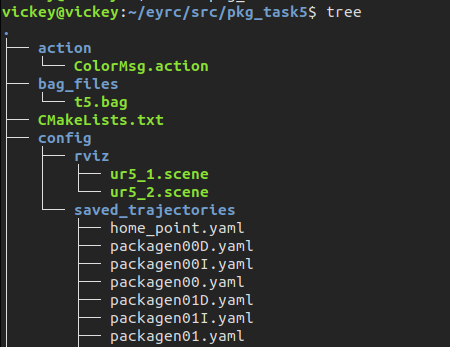 vickey@vickey:~/eyrc/src/pkg_task5$ tree
.
├── action
│   └── ColorMsg.action
├── bag_files
│   └── t5.bag
├── CMakeLists.txt
├── config
│   ├── rviz
│   │   ├── ur5_1.scene
│   │   └── ur5_2.scene
│   └── saved_trajectories
│       ├── home_point.yaml
│       ├── packagen00D.yaml
│       ├── packagen00I.yaml
│       ├── packagen00.yaml
│       ├── packagen01D.yaml
│       ├── packagen01I.yaml
│       ├── packagen01.yaml